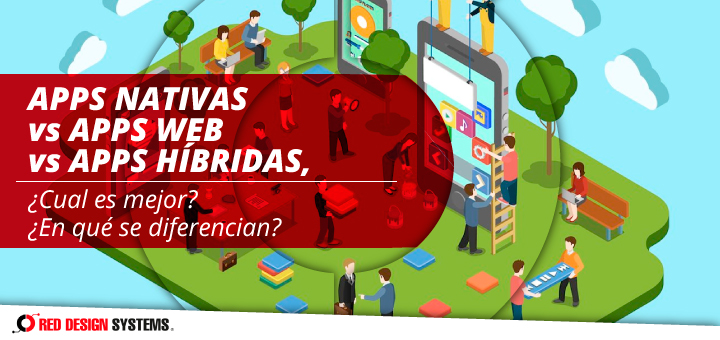 APPS NATIVAS
vs APPS WEB
vs APPS HÍBRIDAS,
¿Cual es mejor?
¿En qué se diferencian?
RED DESIGN SYSTEMS®